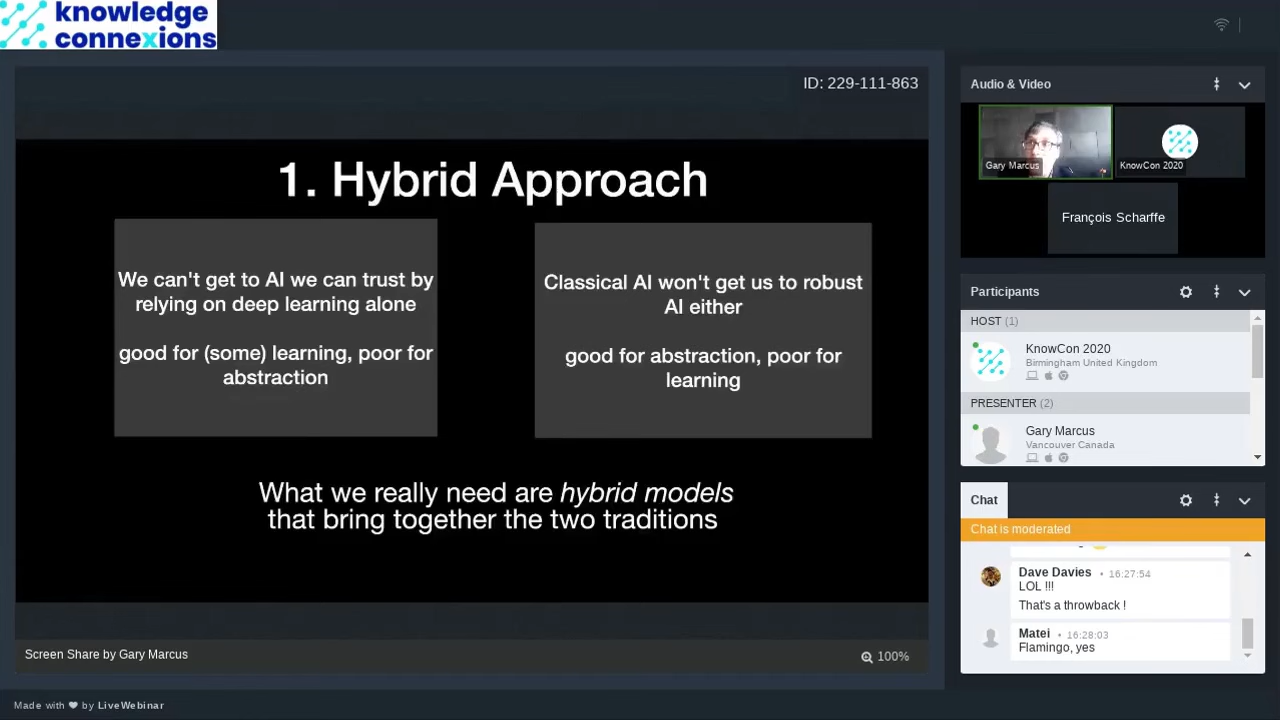 knowledge
connexions
ID: 229-111-863
1. Hybrid Approach
We can't get to AI we can trust by
relying on deep learning alone
good for (some) learning, poor for
abstraction
Classical AI won't get us to robust
AI either
good for abstraction, poor for
learning
What we really need are hybrid models
that bring together the two traditions
Screen Share by Gary Marcus
100%
Made with ❤ by LiveWebinar
Audio & Video
Gary Marcus
KnowCon 2020
François Scharffe
Participants
HOST (1)
KnowCon 2020
Birmingham United Kingdom
PRESENTER (2)
Gary Marcus
Vancouver Canada
Chat
Chat is moderated
Dave Davies • 16:27:54
LOL !!!
That's a throwback !
Matei • 16:28:03
Flamingo, yes